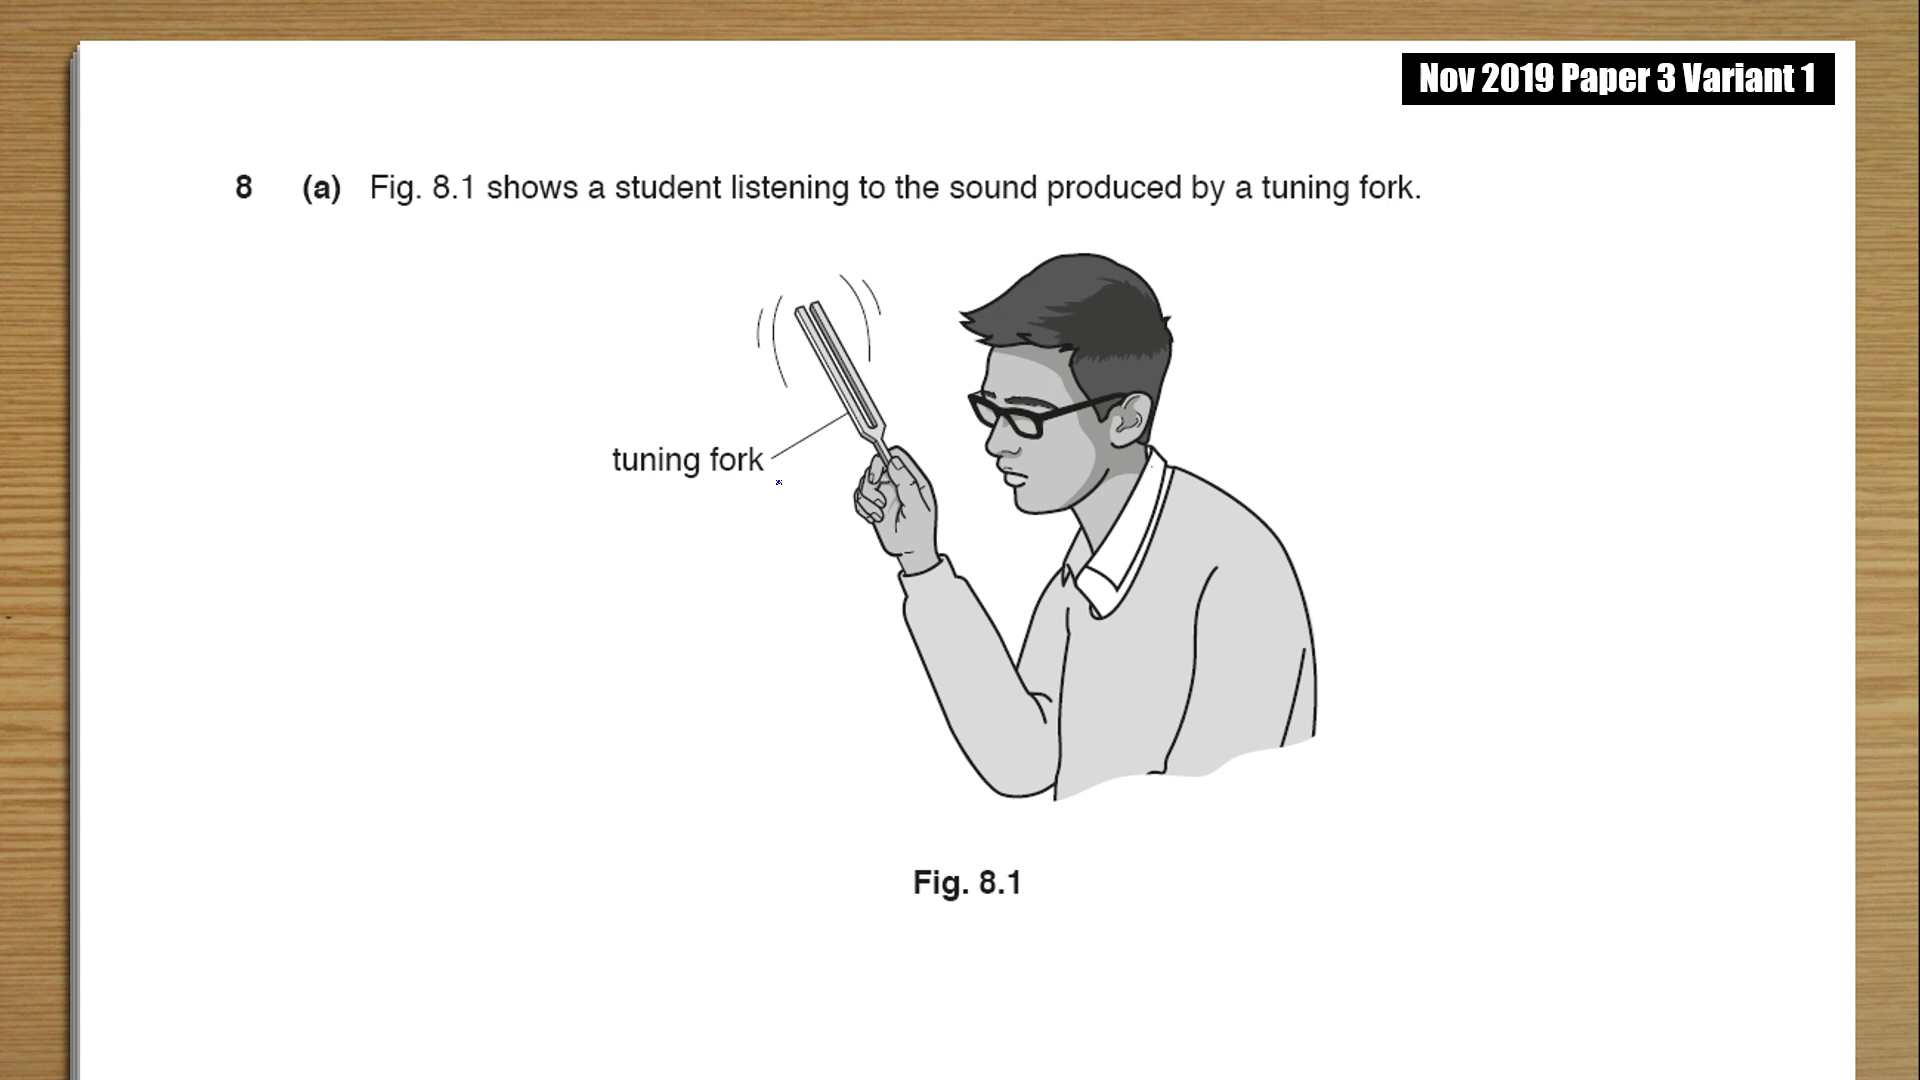 Nov 2019 Paper 3 Variant 1
8 (a) Fig. 8.1 shows a student listening to the sound produced by a tuning fork.
tuning fork
Fig. 8.1